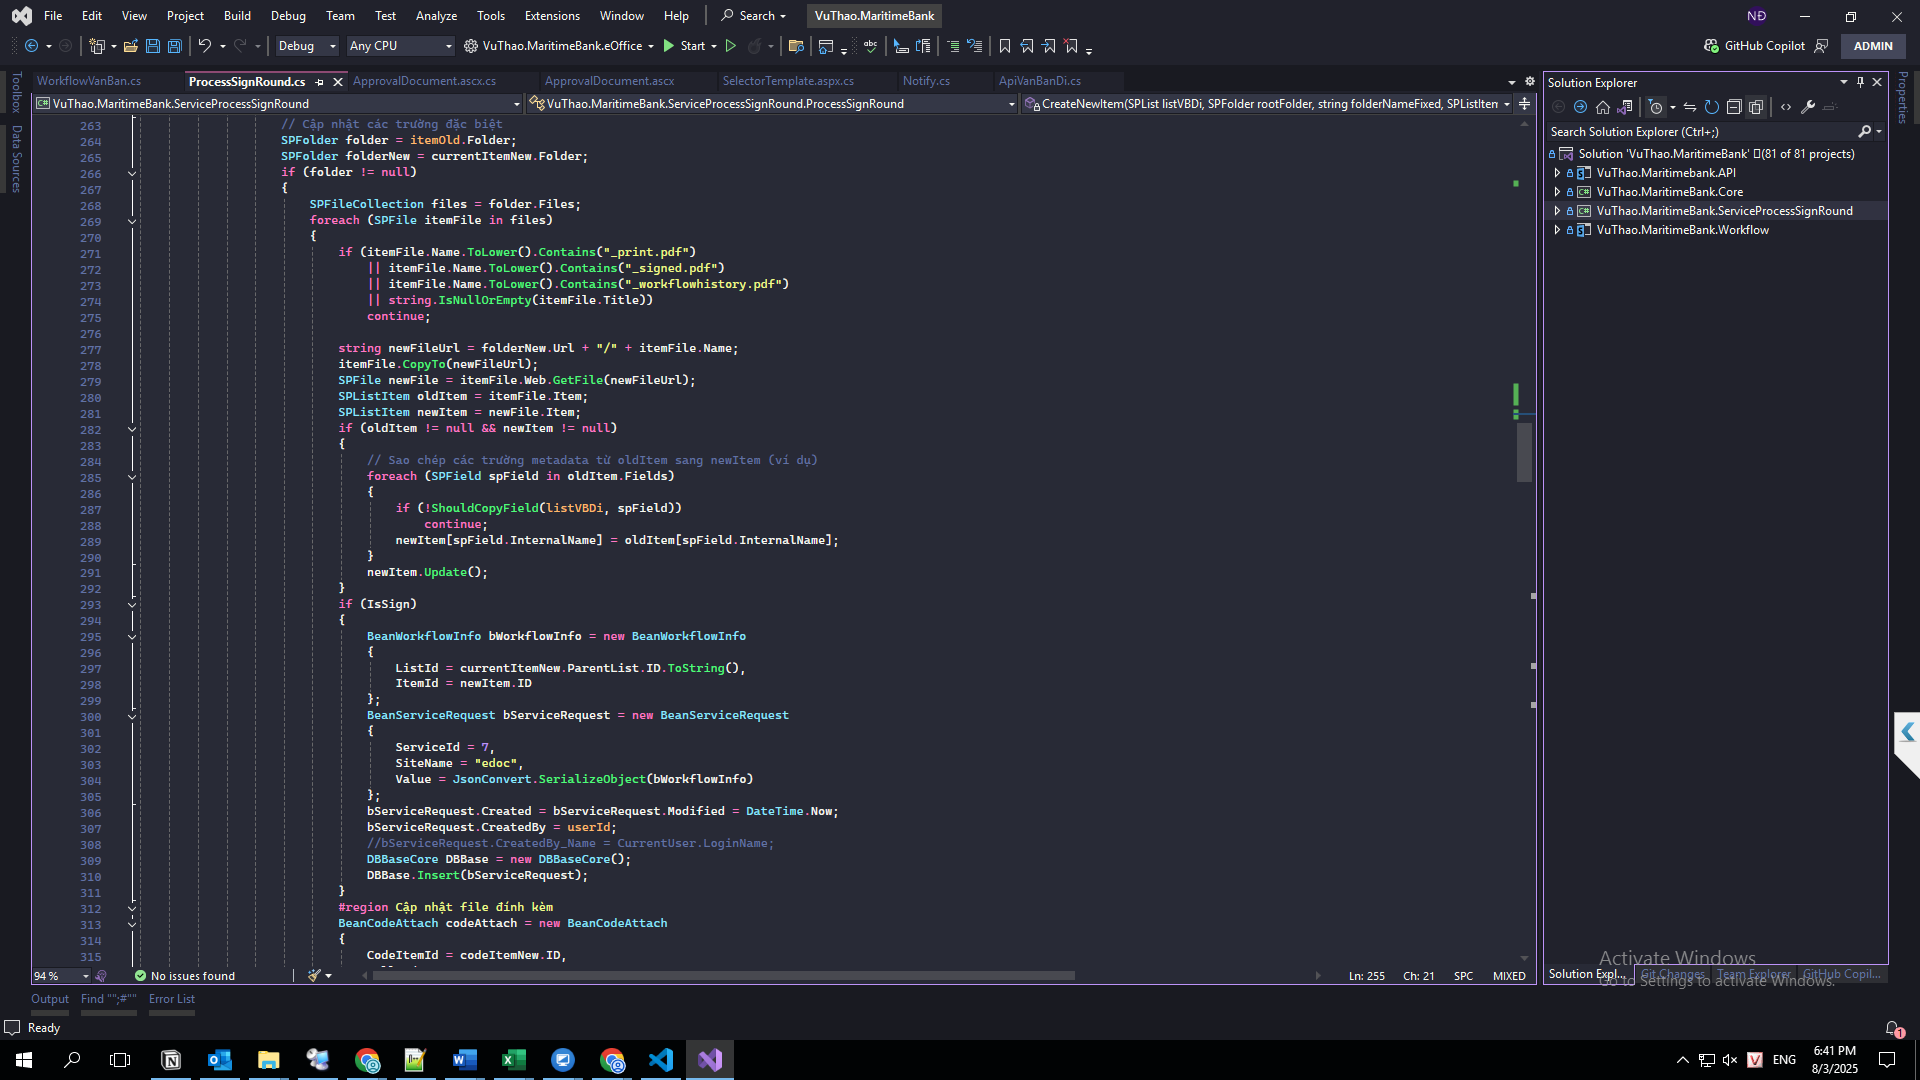 File Edit View Project Build Debug Team Test Analyze Tools Extensions Window Help Search VuThao.MaritimeBank NĐ
Debug Any CPU VuThao.MaritimeBank.eOffice Start GitHub Copilot ADMIN
WorkflowVanBan.cs ProcessSignRound.cs ApprovalDocument.ascx.cs ApprovalDocument.ascx SelectorTemplate.aspx.cs Notify.cs ApiVanBanDi.cs
VuThao.MaritimeBank.ServiceProcessSignRound VuThao.MaritimeBank.ServiceProcessSignRound.ProcessSignRound CreateNewItem(SPList listVBDi, SPFolder rootFolder, string folderNameFixed, SPListIten
Toolbox
Data Sources
263 // Cập nhật các trường đặc biệt
264 SPFolder folder = itemOld.Folder;
265 SPFolder folderNew = currentItemNew.Folder;
266 if (folder != null)
267 {
268 SPFileCollection files = folder.Files;
269 foreach (SPFile itemFile in files)
270 {
271 if (itemFile.Name.ToLower().Contains("_print.pdf")
272 || itemFile.Name.ToLower().Contains("_signed.pdf")
273 || itemFile.Name.ToLower().Contains("_workflowhistory.pdf")
274 || string.IsNullOrEmpty(itemFile.Title))
275 continue;
276
277 string newFileUrl = folderNew.Url + "/" + itemFile.Name;
278 itemFile.CopyTo(newFileUrl);
279 SPFile newFile = itemFile.Web.GetFile(newFileUrl);
280 SPListItem oldItem = itemFile.Item;
281 SPListItem newItem = newFile.Item;
282 if (oldItem != null && newItem != null)
283 {
284 // Sao chép các trường metadata từ oldItem sang newItem (ví dụ)
285 foreach (SPField spField in oldItem.Fields)
286 {
287 if (!ShouldCopyField(listVBDi, spField))
288 continue;
289 newItem[spField.InternalName] = oldItem[spField.InternalName];
290 }
291 newItem.Update();
292 }
293 if (IsSign)
294 {
295 BeanWorkflowInfo bWorkflowInfo = new BeanWorkflowInfo
296 {
297 ListId = currentItemNew.ParentList.ID.ToString(),
298 ItemId = newItem.ID
299 };
300 BeanServiceRequest bServiceRequest = new BeanServiceRequest
301 {
302 ServiceId = 7,
303 SiteName = "edoc",
304 Value = JsonConvert.SerializeObject(bWorkflowInfo)
305 };
306 bServiceRequest.Created = bServiceRequest.Modified = DateTime.Now;
307 bServiceRequest.CreatedBy = userId;
308 //bServiceRequest.CreatedBy_Name = CurrentUser.LoginName;
309 DBBaseCore DBBase = new DBBaseCore();
310 DBBase.Insert(bServiceRequest);
311 }
312 #region Cập nhật file đính kèm
313 BeanCodeAttach codeAttach = new BeanCodeAttach
314 {
315 CodeItemId = codeItemNew.ID,
94 % No issues found Ln: 255 Ch: 21 SPC MIXED
Solution Explorer
Search Solution Explorer (Ctrl+;)
Solution 'VuThao.MaritimeBank' (81 of 81 projects)
VuThao.MaritimeBank.API
VuThao.MaritimeBank.Core
VuThao.MaritimeBank.ServiceProcessSignRound
VuThao.MaritimeBank.Workflow
Properties
Activate Windows
Go to Settings to activate Windows.
Solution Expl... Git Changes Team Explorer GitHub Copil...
Output Find "";#"" Error List
Ready
1
ENG
6:41 PM
8/3/2025